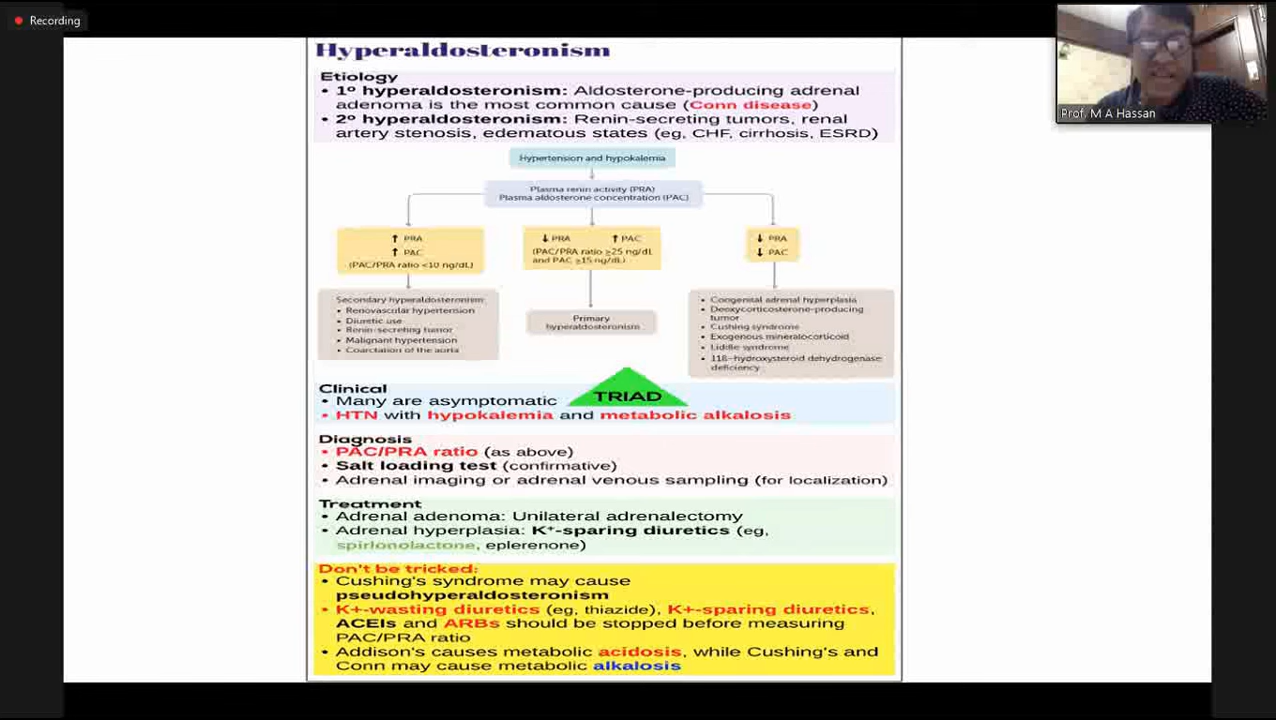 Recording
Prof. M A Hassan
Hyperaldosteronism
Etiology
• 1º hyperaldosteronism: Aldosterone-producing adrenal
adenoma is the most common cause (Conn disease)
• 2º hyperaldosteronism: Renin-secreting tumors, renal
artery stenosis, edematous states (eg, CHF, cirrhosis, ESRD)
Hypertension and hypokalemia
Plasma renin activity (PRA)
Plasma aldosterone concentration (PAC)
↑ PRA
↑ PAC
(PAC/PRA ratio <10 ng/dL)
↓ PRA ↑ PAC
(PAC/PRA ratio ≥25 ng/dL
and PAC ≥15 ng/dL)
↓ PRA
↓ PAC
Secondary hyperaldosteronism:
• Renovascular hypertension
• Diuretic use
• Renin-secreting tumor
• Malignant hypertension
• Coarctation of the aorta
Primary
hyperaldosteronism
• Congenital adrenal hyperplasia
• Deoxycorticosterone-producing
tumor
• Cushing syndrome
• Exogenous mineralocorticoid
• Liddle syndrome
• 11ß-hydroxysteroid dehydrogenase
deficiency
TRIAD
Clinical
• Many are asymptomatic
• HTN with hypokalemia and metabolic alkalosis
Diagnosis
• PAC/PRA ratio (as above)
• Salt loading test (confirmative)
• Adrenal imaging or adrenal venous sampling (for localization)
Treatment
• Adrenal adenoma: Unilateral adrenalectomy
• Adrenal hyperplasia: K⁺-sparing diuretics (eg,
spirlonolactone, eplerenone)
Don't be tricked:
• Cushing's syndrome may cause
pseudohyperaldosteronism
• K+-wasting diuretics (eg, thiazide), K+-sparing diuretics,
ACEIs and ARBs should be stopped before measuring
PAC/PRA ratio
• Addison's causes metabolic acidosis, while Cushing's and
Conn may cause metabolic alkalosis